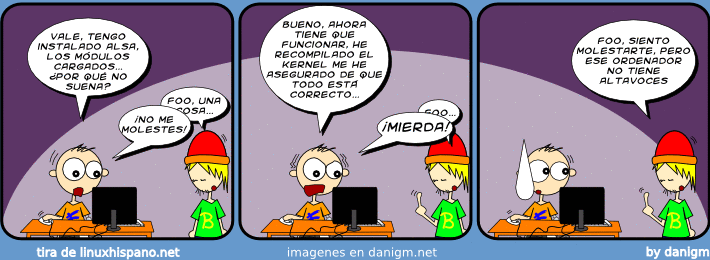 VALE, TENGO
INSTALADO ALSA,
LOS MÓDULOS
CARGADOS...
¿POR QUÉ NO
SUENA?
FOO, UNA
COSA...
¡NO ME
MOLESTES!
B
BUENO, AHORA
TIENE QUE
FUNCIONAR, HE
RECOMPILADO EL
KERNEL ME HE
ASEGURADO DE QUE
TODO ESTÁ
CORRECTO...
FOO...
¡MIERDA!
B
FOO, SIENTO
MOLESTARTE, PERO
ESE ORDENADOR
NO TIENE
ALTAVOCES
B
tira de linuxhispano.net
imagenes en danigm.net
by danigm